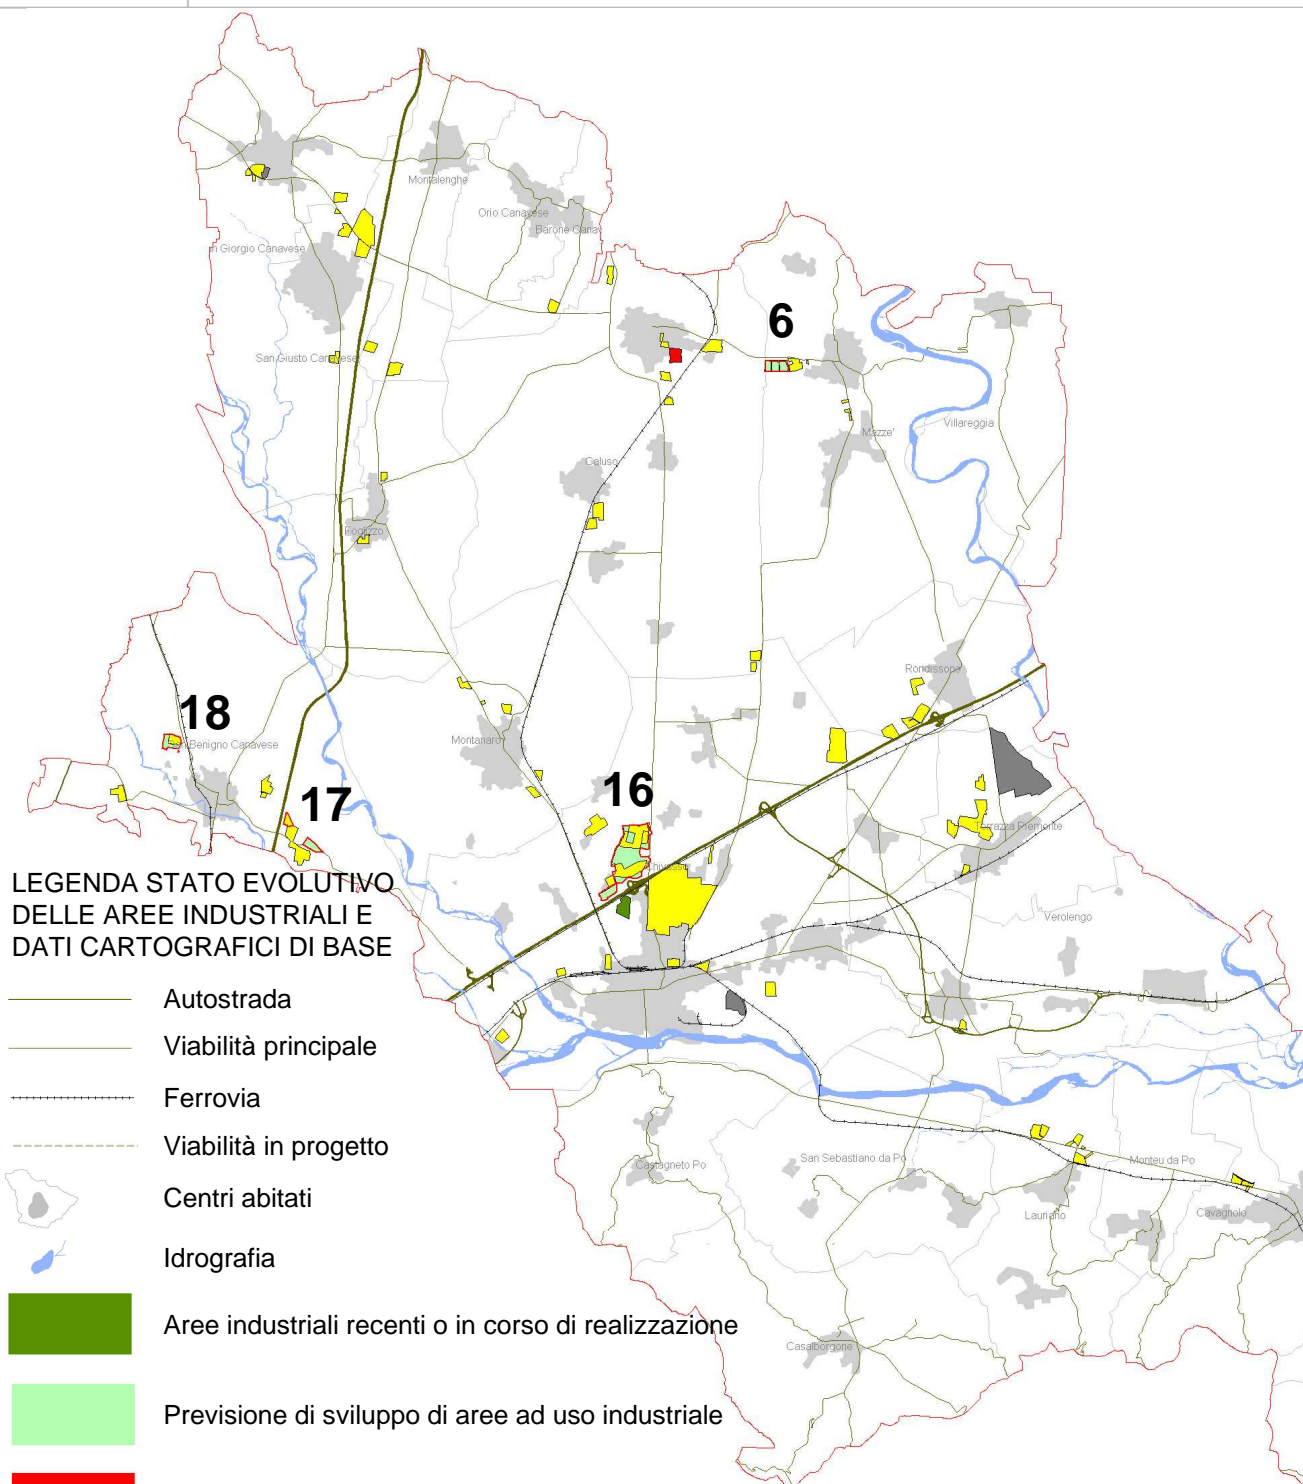 Montalenghe
Orio Canavese
Barone Canav
n Giorgio Canavese
6
San Giusto Canavese
Mazze'
Villareggia
Caluso
Foglizzo
Rondissone
18
San Benigno Canavese
Montanaro
17
16
Torrazza Piemonte
Chivasso
Verolengo
LEGENDA STATO EVOLUTIVO
DELLE AREE INDUSTRIALI E
DATI CARTOGRAFICI DI BASE
Autostrada
Viabilità principale
Ferrovia
Viabilità in progetto
Centri abitati
Idrografia
Aree industriali recenti o in corso di realizzazione
Previsione di sviluppo di aree ad uso industriale
Castagneto Po
San Sebastiano da Po
Monteu da Po
Lauriano
Cavagnolo
Casalborgone